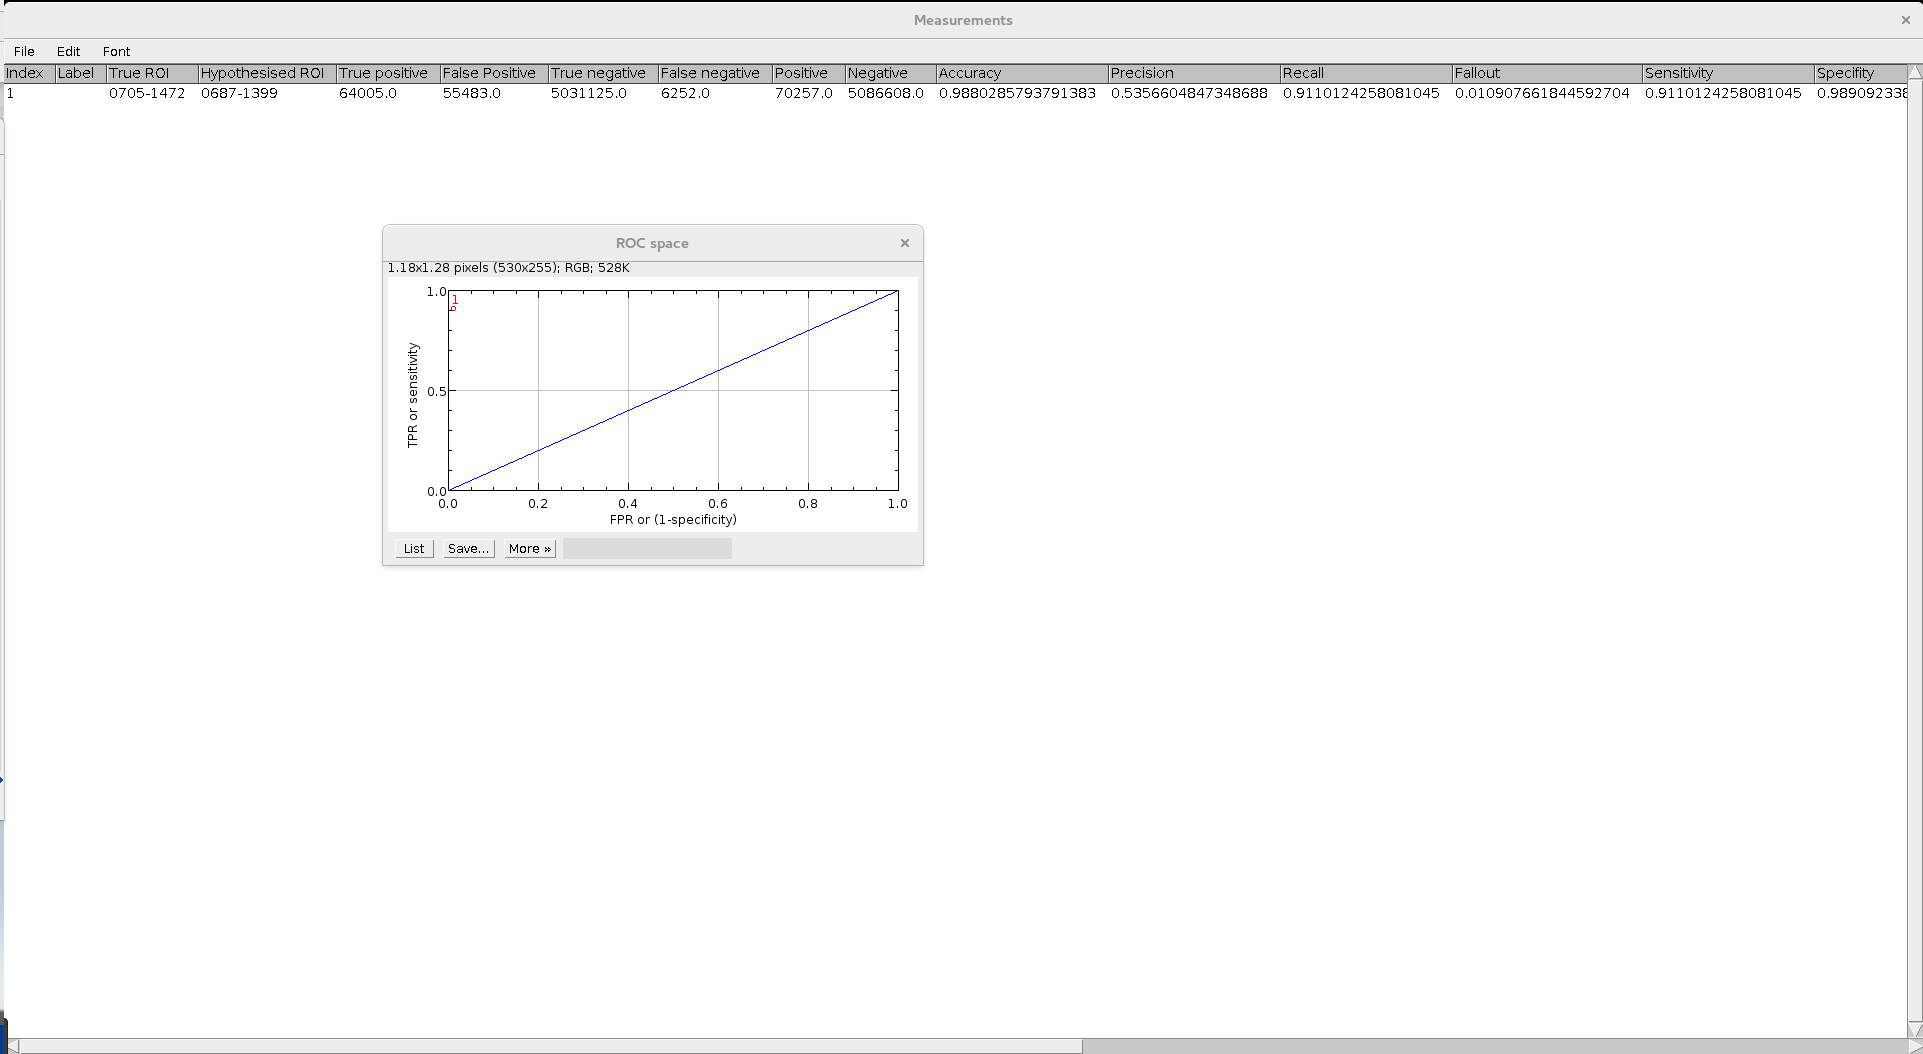 Measurements ×
File Edit Font
Index Label True ROI Hypothesised ROI True positive False Positive True negative False negative Positive Negative Accuracy Precision Recall Fallout Sensitivity Specifity
1 0705-1472 0687-1399 64005.0 55483.0 5031125.0 6252.0 70257.0 5086608.0 0.9880285793791383 0.5356604847348688 0.9110124258081045 0.010907661844592704 0.9110124258081045 0.989092338
ROC space ×
1.18x1.28 pixels (530x255); RGB; 528K
1.0
1
0.5
0.0
TPR or sensitivity
0.0 0.2 0.4 0.6 0.8 1.0
FPR or (1-specificity)
List Save... More »